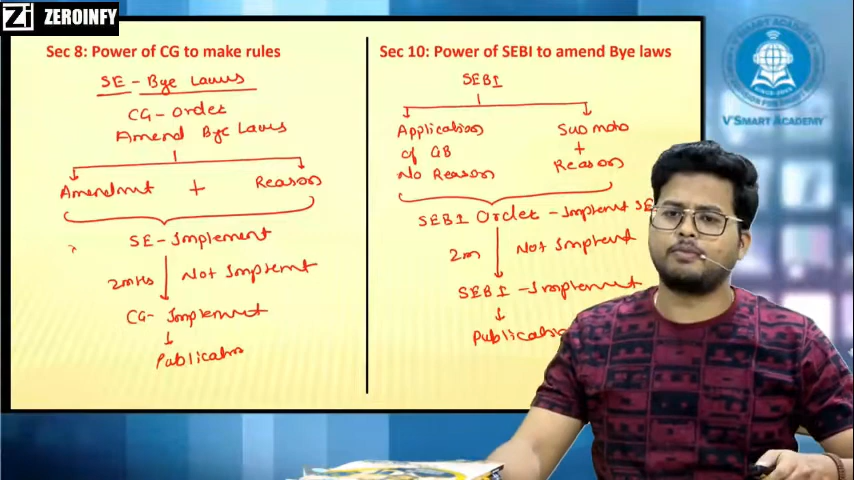 Zi ZEROINFY
Sec 8: Power of CG to make rules
SE - Bye Laws
CG - Order
Amend Bye Laws
Amendment + Reason
SE - Implement
2mths Not Implement
CG - Implement
Publication
Sec 10: Power of SEBI to amend Bye laws
SEBI
Application
of GB
No Reason
Suo moto
+
Reason
SEBI Order - Implement SE
2m Not Implement
SEBI - Implement
Publication
V'SMART ACADEMY